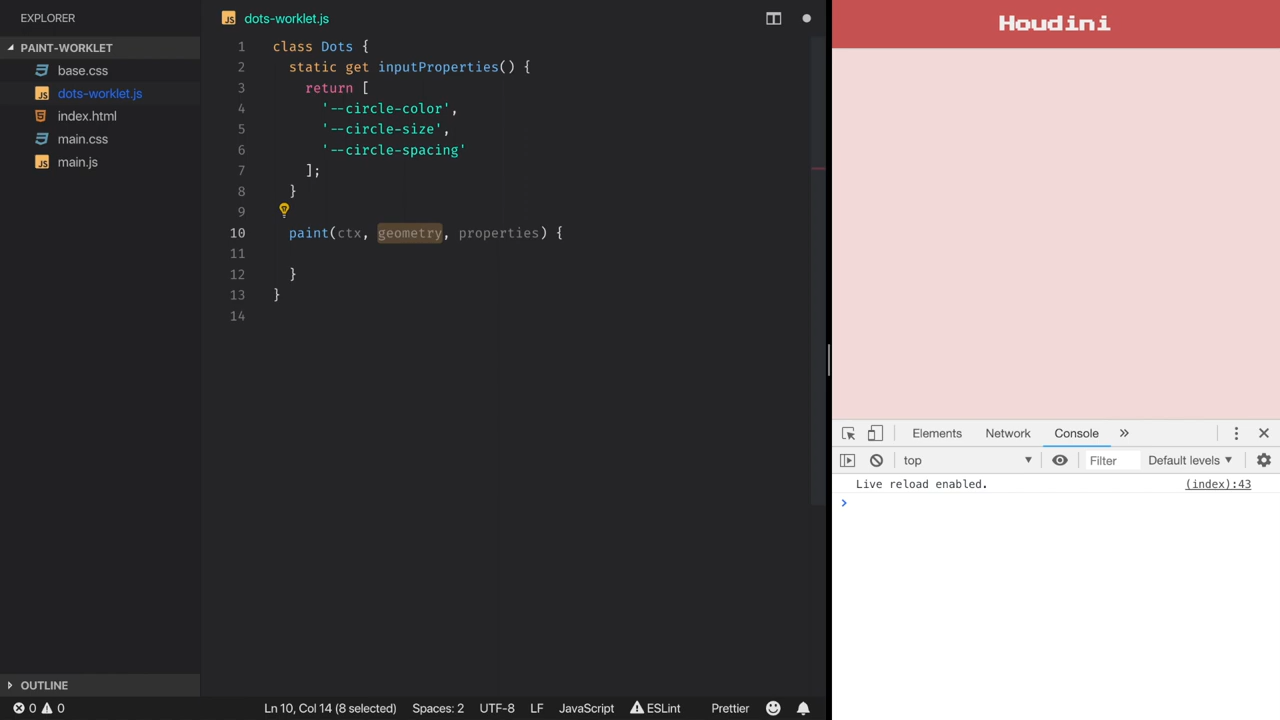 EXPLORER
PAINT-WORKLET
base.css
JS dots-worklet.js
index.html
main.css
JS main.js
OUTLINE
JS dots-worklet.js
1 class Dots {
2 static get inputProperties() {
3 return [
4 '--circle-color',
5 '--circle-size',
6 '--circle-spacing'
7 ];
8 }
9
10 paint(ctx, geometry, properties) {
11
12 }
13 }
14
Houdini
Elements Network Console »
top Filter Default levels
Live reload enabled. (index):43
>
0 0 Ln 10, Col 14 (8 selected) Spaces: 2 UTF-8 LF JavaScript ESLint Prettier